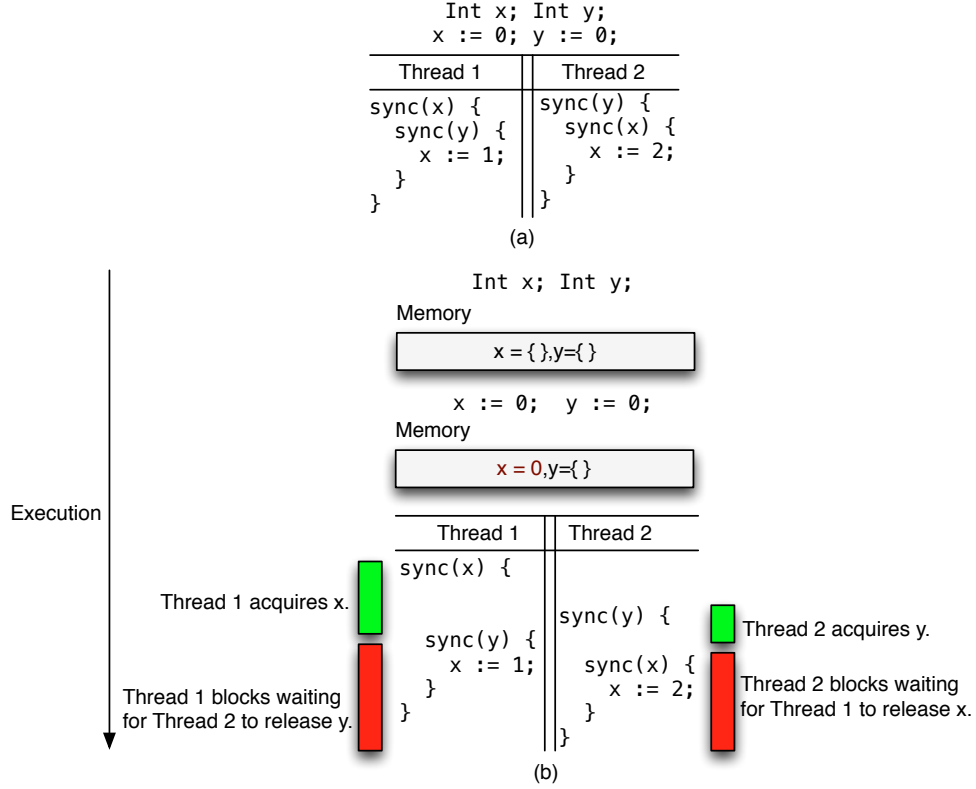 Int x; Int y;
x := 0; y := 0;
Thread 1
sync(x) {
sync(y) {
x := 1;
}
}
Thread 2
sync(y) {
sync(x) {
x := 2;
}
}
(a)
Execution
Int x; Int y;
Memory
x = { },y={ }
x := 0; y := 0;
Memory
x = 0,y={ }
Thread 1
sync(x) {
sync(y) {
x := 1;
}
}
Thread 2
sync(y) {
sync(x) {
x := 2;
}
}
Thread 1 acquires x.
Thread 1 blocks waiting
for Thread 2 to release y.
Thread 2 acquires y.
Thread 2 blocks waiting
for Thread 1 to release x.
(b)